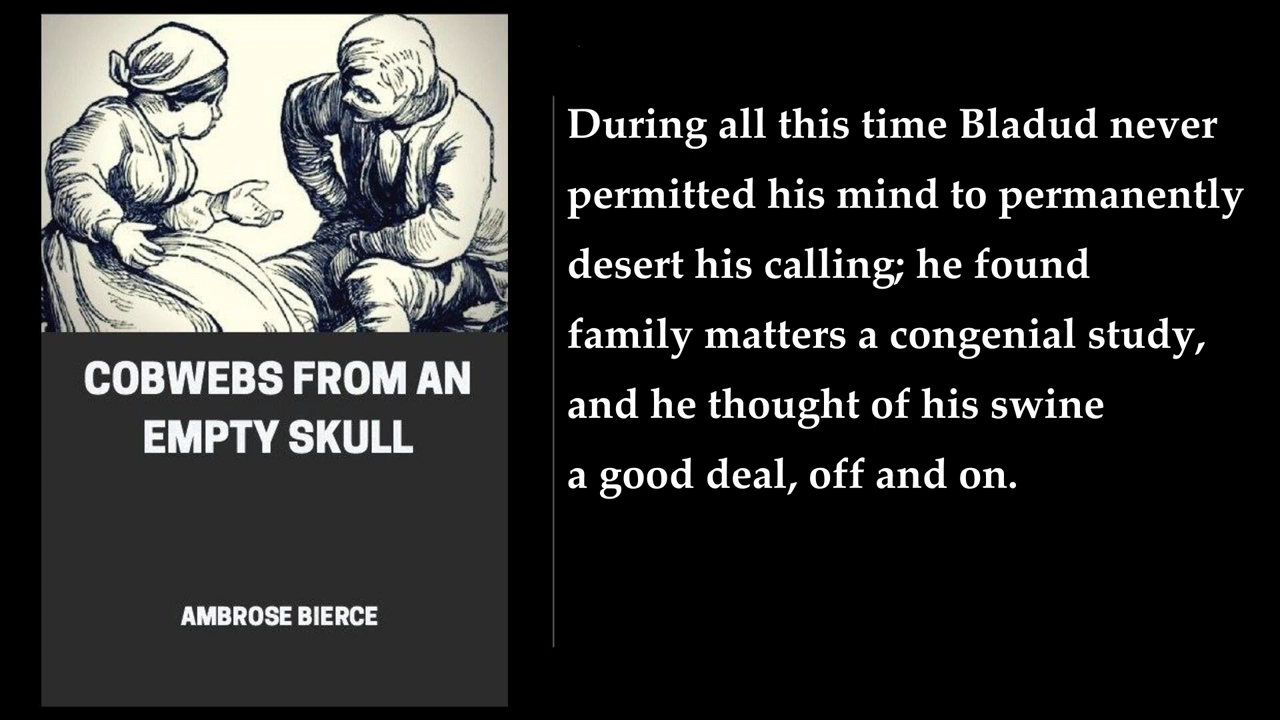 COBWEBS FROM AN
EMPTY SKULL
AMBROSE BIERCE
During all this time Bladud never
permitted his mind to permanently
desert his calling; he found
family matters a congenial study,
and he thought of his swine
a good deal, off and on.